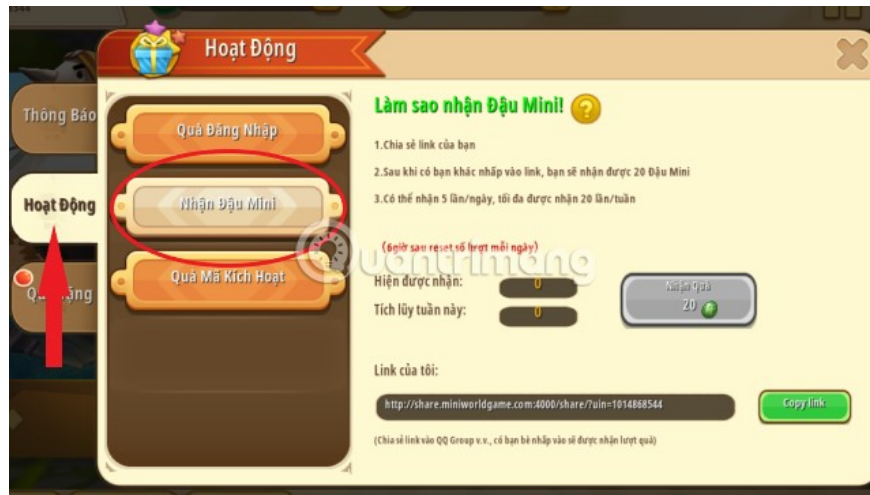 Hoạt Động
Thông Báo
Hoạt Động
Quà Đăng Nhập
Nhận Đậu Mini
Quà Mã Kích Hoạt
Làm sao nhận Đậu Mini!
?
1.Chia sẻ link của bạn
2.Sau khi có bạn khác nhấp vào link, bạn sẽ nhận được 20 Đậu Mini
3.Có thể nhận 5 lần/ngày, tối đa được nhận 20 lần/tuần
(6giờ sau reset số lượt mỗi ngày)
Quantrimang
Hiện được nhận: 0
Tích lũy tuần này: 0
Nhận Quà
20
Link của tôi:
http://share.miniworldgame.com:4000/share/?uin=1014868544
Copy link
(Chia sẻ link vào QQ Group v.v., có bạn bè nhấp vào sẽ được nhận lượt quà)